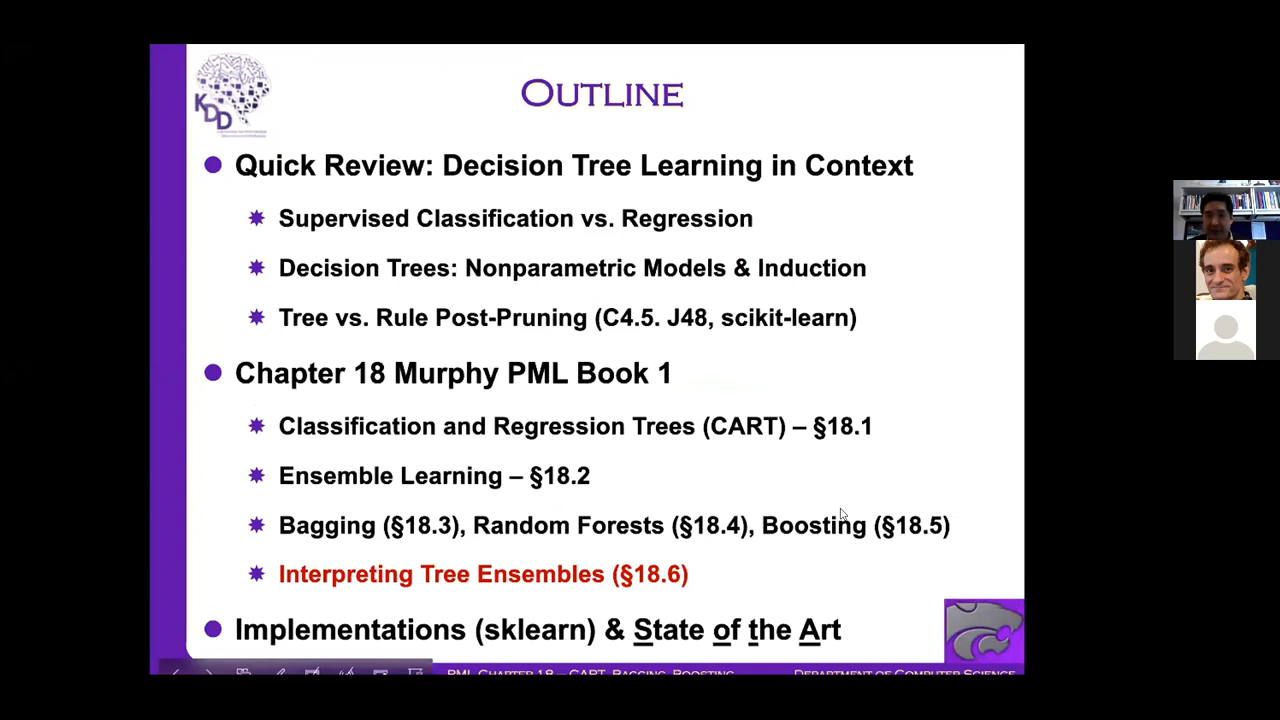 KDD
OUTLINE
Quick Review: Decision Tree Learning in Context
Supervised Classification vs. Regression
Decision Trees: Nonparametric Models & Induction
Tree vs. Rule Post-Pruning (C4.5. J48, scikit-learn)
Chapter 18 Murphy PML Book 1
Classification and Regression Trees (CART) – §18.1
Ensemble Learning – §18.2
Bagging (§18.3), Random Forests (§18.4), Boosting (§18.5)
Interpreting Tree Ensembles (§18.6)
Implementations (sklearn) & State of the Art
PML CHAPTER 18 – CART, BAGGING, BOOSTING
DEPARTMENT OF COMPUTER SCIENCE